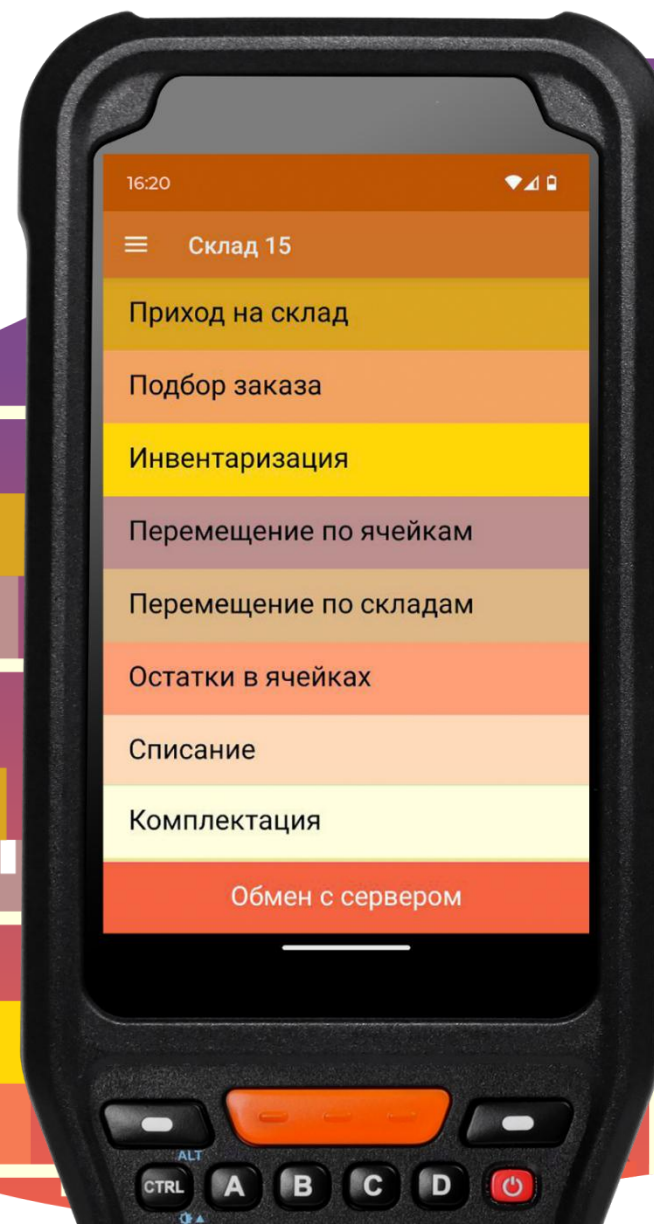 16:20
Склад 15
Приход на склад
Подбор заказа
Инвентаризация
Перемещение по ячейкам
Перемещение по складам
Остатки в ячейках
Списание
Комплектация
Обмен с сервером
ALT
CTRL A B C D